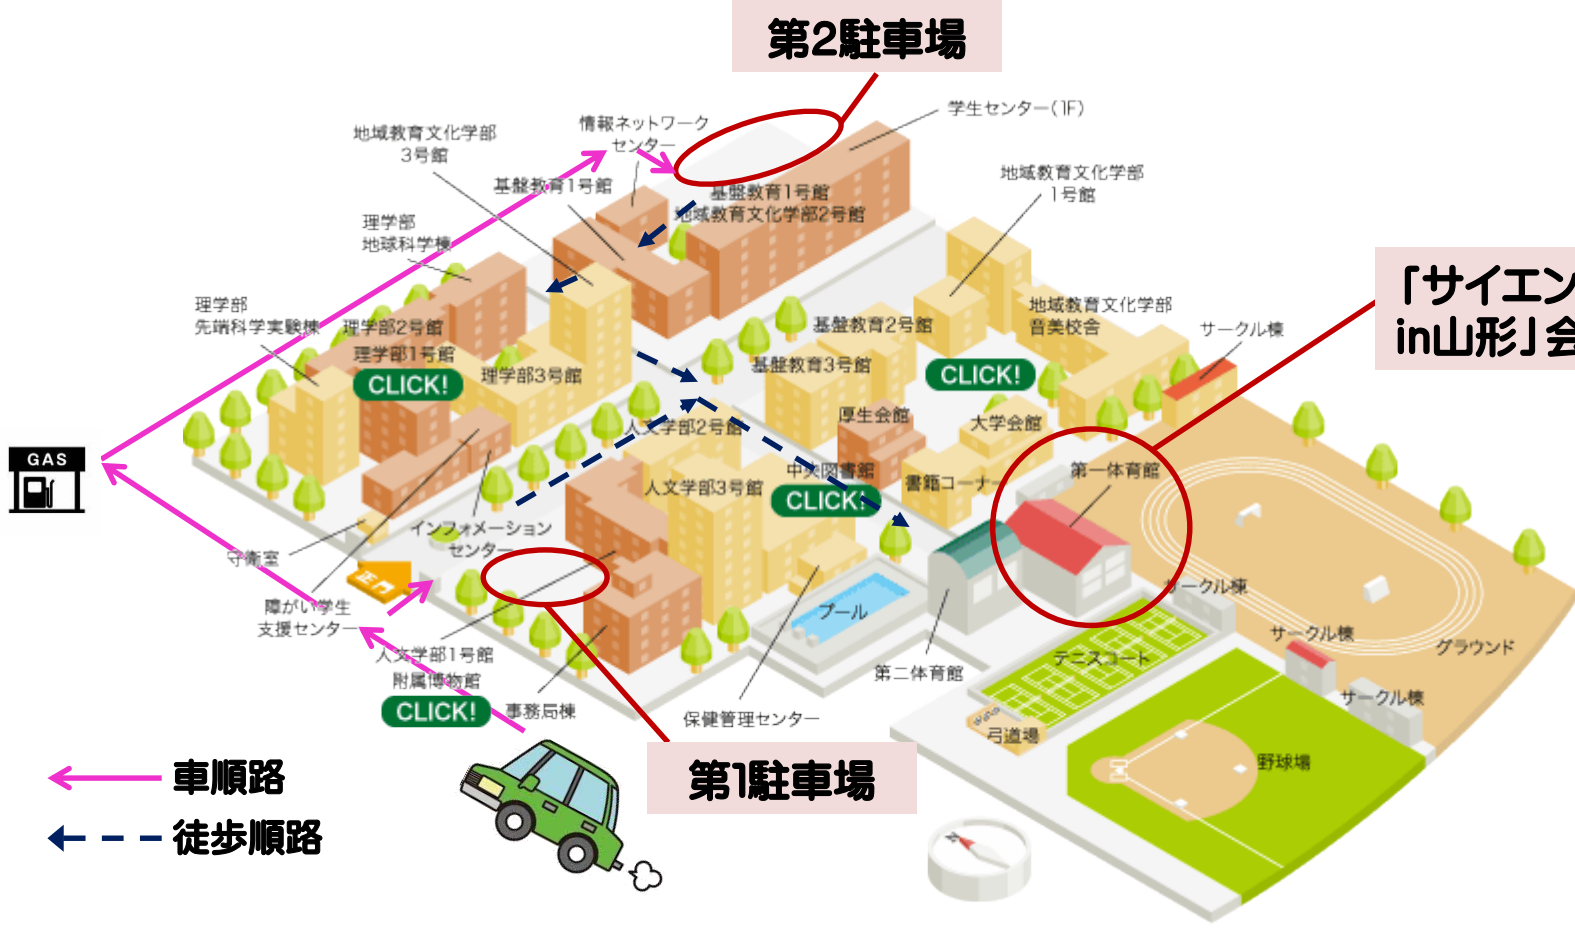 第2駐車場
学生センター(1F)
情報ネットワーク
センター
地域教育文化学部
3号館
基盤教育1号館
地域教育文化学部
1号館
基盤教育1号館
地域教育文化学部2号館
理学部
地球科学棟
「サイエン
in山形」会
理学部
先端科学実験棟
理学部2号館
理学部1号館
CLICK!
理学部3号館
基盤教育2号館
基盤教育3号館
CLICK!
地域教育文化学部
音美校舎
サークル棟
厚生会館
大学会館
人文学部2号館
GAS
人文学部3号館
中央図書館
CLICK!
書籍コーナー
第一体育館
インフォメーション
センター
守衛室
正門
障がい学生
支援センター
プール
サークル棟
サークル棟
グラウンド
人文学部1号館
附属博物館
CLICK!
事務局棟
保健管理センター
第二体育館
テニスコート
サークル棟
弓道場
野球場
第1駐車場
車順路
徒歩順路
N